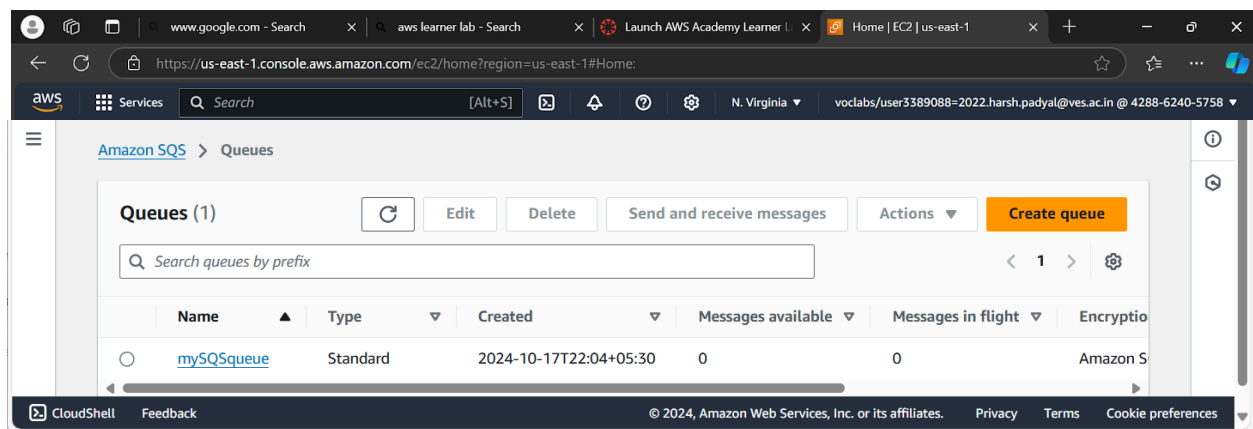 www.google.com - Search
aws learner lab - Search
Launch AWS Academy Learner L
Home | EC2 | us-east-1
https://us-east-1.console.aws.amazon.com/ec2/home?region=us-east-1#Home:
aws Services Search [Alt+S] N. Virginia ▼ voclabs/user3389088=2022.harsh.padyal@ves.ac.in @ 4288-6240-5758 ▼
Amazon SQS > Queues
Queues (1) Edit Delete Send and receive messages Actions ▼ Create queue
Search queues by prefix < 1 >
Name ▲ Type ▽ Created ▽ Messages available ▽ Messages in flight ▽ Encryptio
mySQSqueue Standard 2024-10-17T22:04+05:30 0 0 Amazon S
CloudShell Feedback © 2024, Amazon Web Services, Inc. or its affiliates. Privacy Terms Cookie preferences